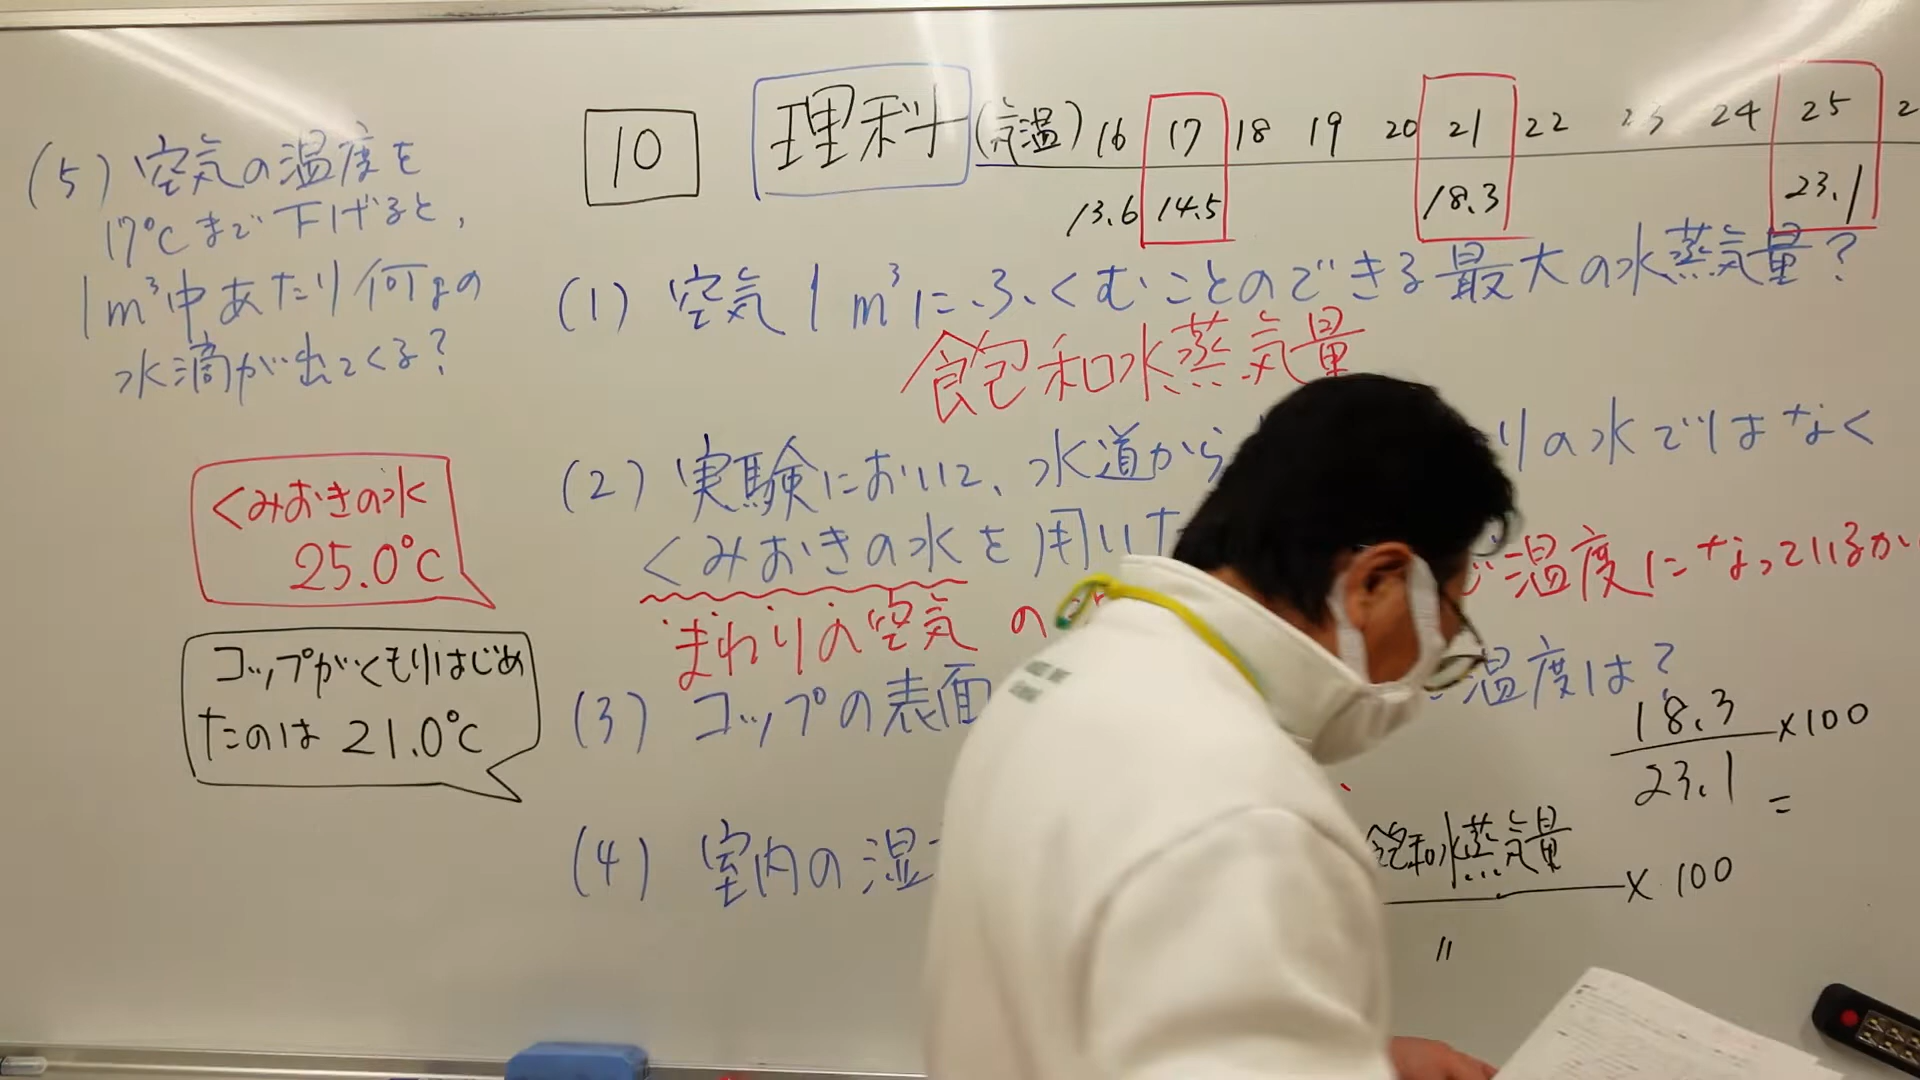 10 理科 (気温) 16 17 18 19 20 21 22 23 24 25 2
13.6 14.5 18.3 23.1
(1) 空気1m³にふくむことのできる最大の水蒸気量?
飽和水蒸気量
(2) 実験において、水道から りの水ではなく
くみおきの水を用いた
まわりの空気の 温度になっているか
(3) コップの表面 温度は?
18.3
23.1
×100
=
(4) 室内の湿
飽和水蒸気量
×100
〃
(5) 空気の温度を
17℃まで下げると,
1m³中あたり何gの
水滴が出てくる?
くみおきの水
25.0℃
コップがくもりはじめ
たのは 21.0℃